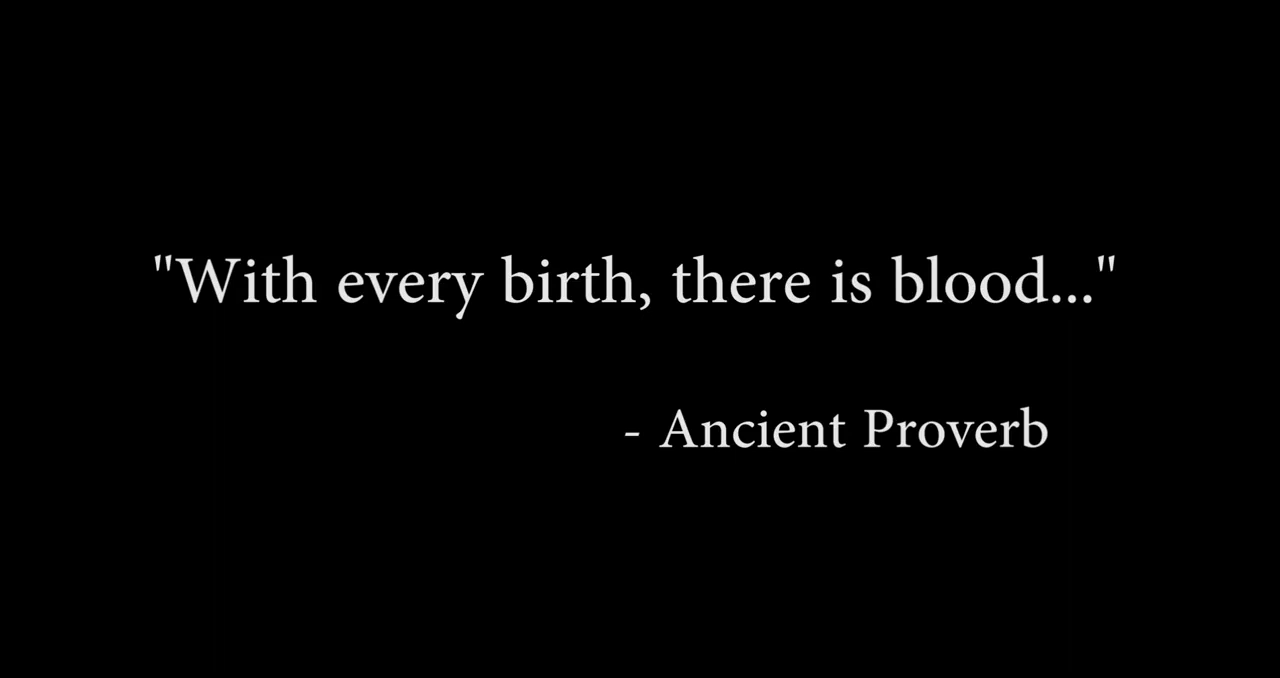 "With every birth, there is blood..."
- Ancient Proverb